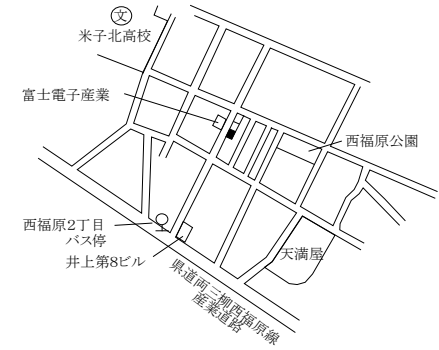 文
米子北高校
富士電子産業
西福原公園
西福原2丁目
バス停
井上第8ビル
天満屋
県道両三柳西福原線
産業道路